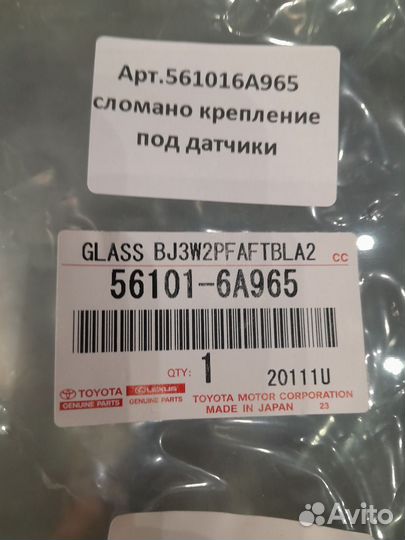 Арт.561016А965
сломано крепление
под датчики
GLASS BJ3W2PFAFTBLA2 CC
56101-6A965
QTY: 1 20111U
TOYOTA LEXUS TOYOTA MOTOR CORPORATION
GENUINE PARTS GENUINE PARTS MADE IN JAPAN 23
Avito